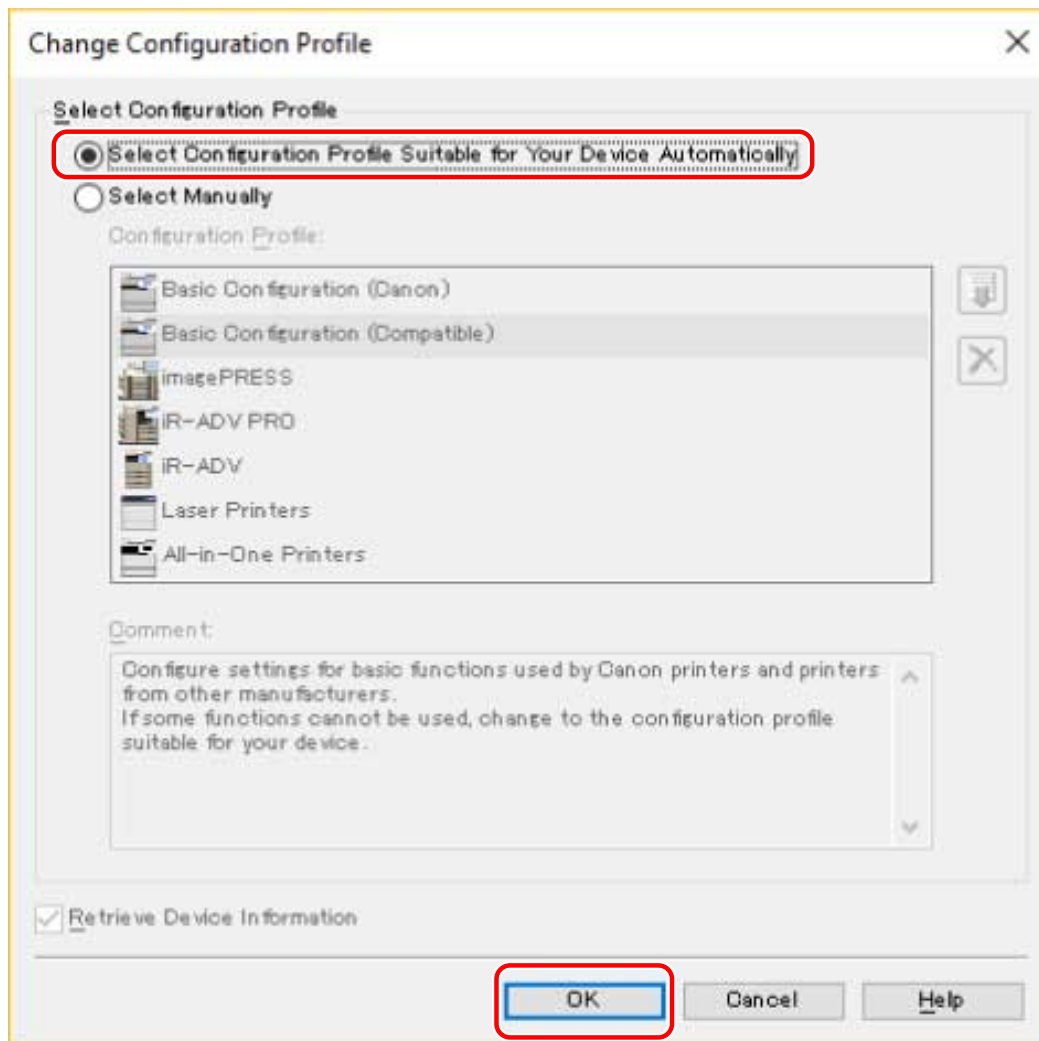 Change Configuration Profile
Select Configuration Profile
Select Configuration Profile Suitable for Your Device Automatically
Select Manually
Configuration Profile:
Basic Configuration (Canon)
Basic Configuration (Compatible)
imagePRESS
iR-ADV PRO
iR-ADV
Laser Printers
All-in-One Printers
Comment:
Configure settings for basic functions used by Canon printers and printers
from other manufacturers.
If some functions cannot be used, change to the configuration profile
suitable for your device.
Retrieve Device Information
OK
Cancel
Help